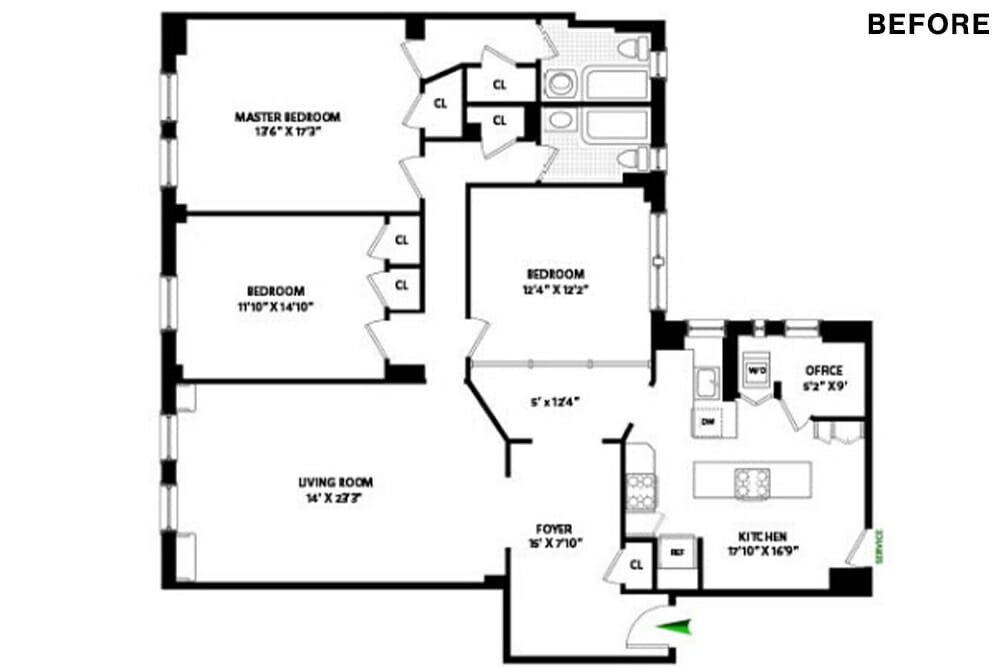 BEFORE
CL
CL
MASTER BEDROOM
13'6" X 17'3"
CL
CL
BEDROOM
12'4" X 12'2"
CL
BEDROOM
11'10" X 14'10"
W/D
OFFICE
5'2" X 9'
5' x 12'4"
DW
LIVING ROOM
14' X 23'3"
FOYER
15' X 7'10"
KITCHEN
17'10" X 16'9"
SERVICE
REF
CL